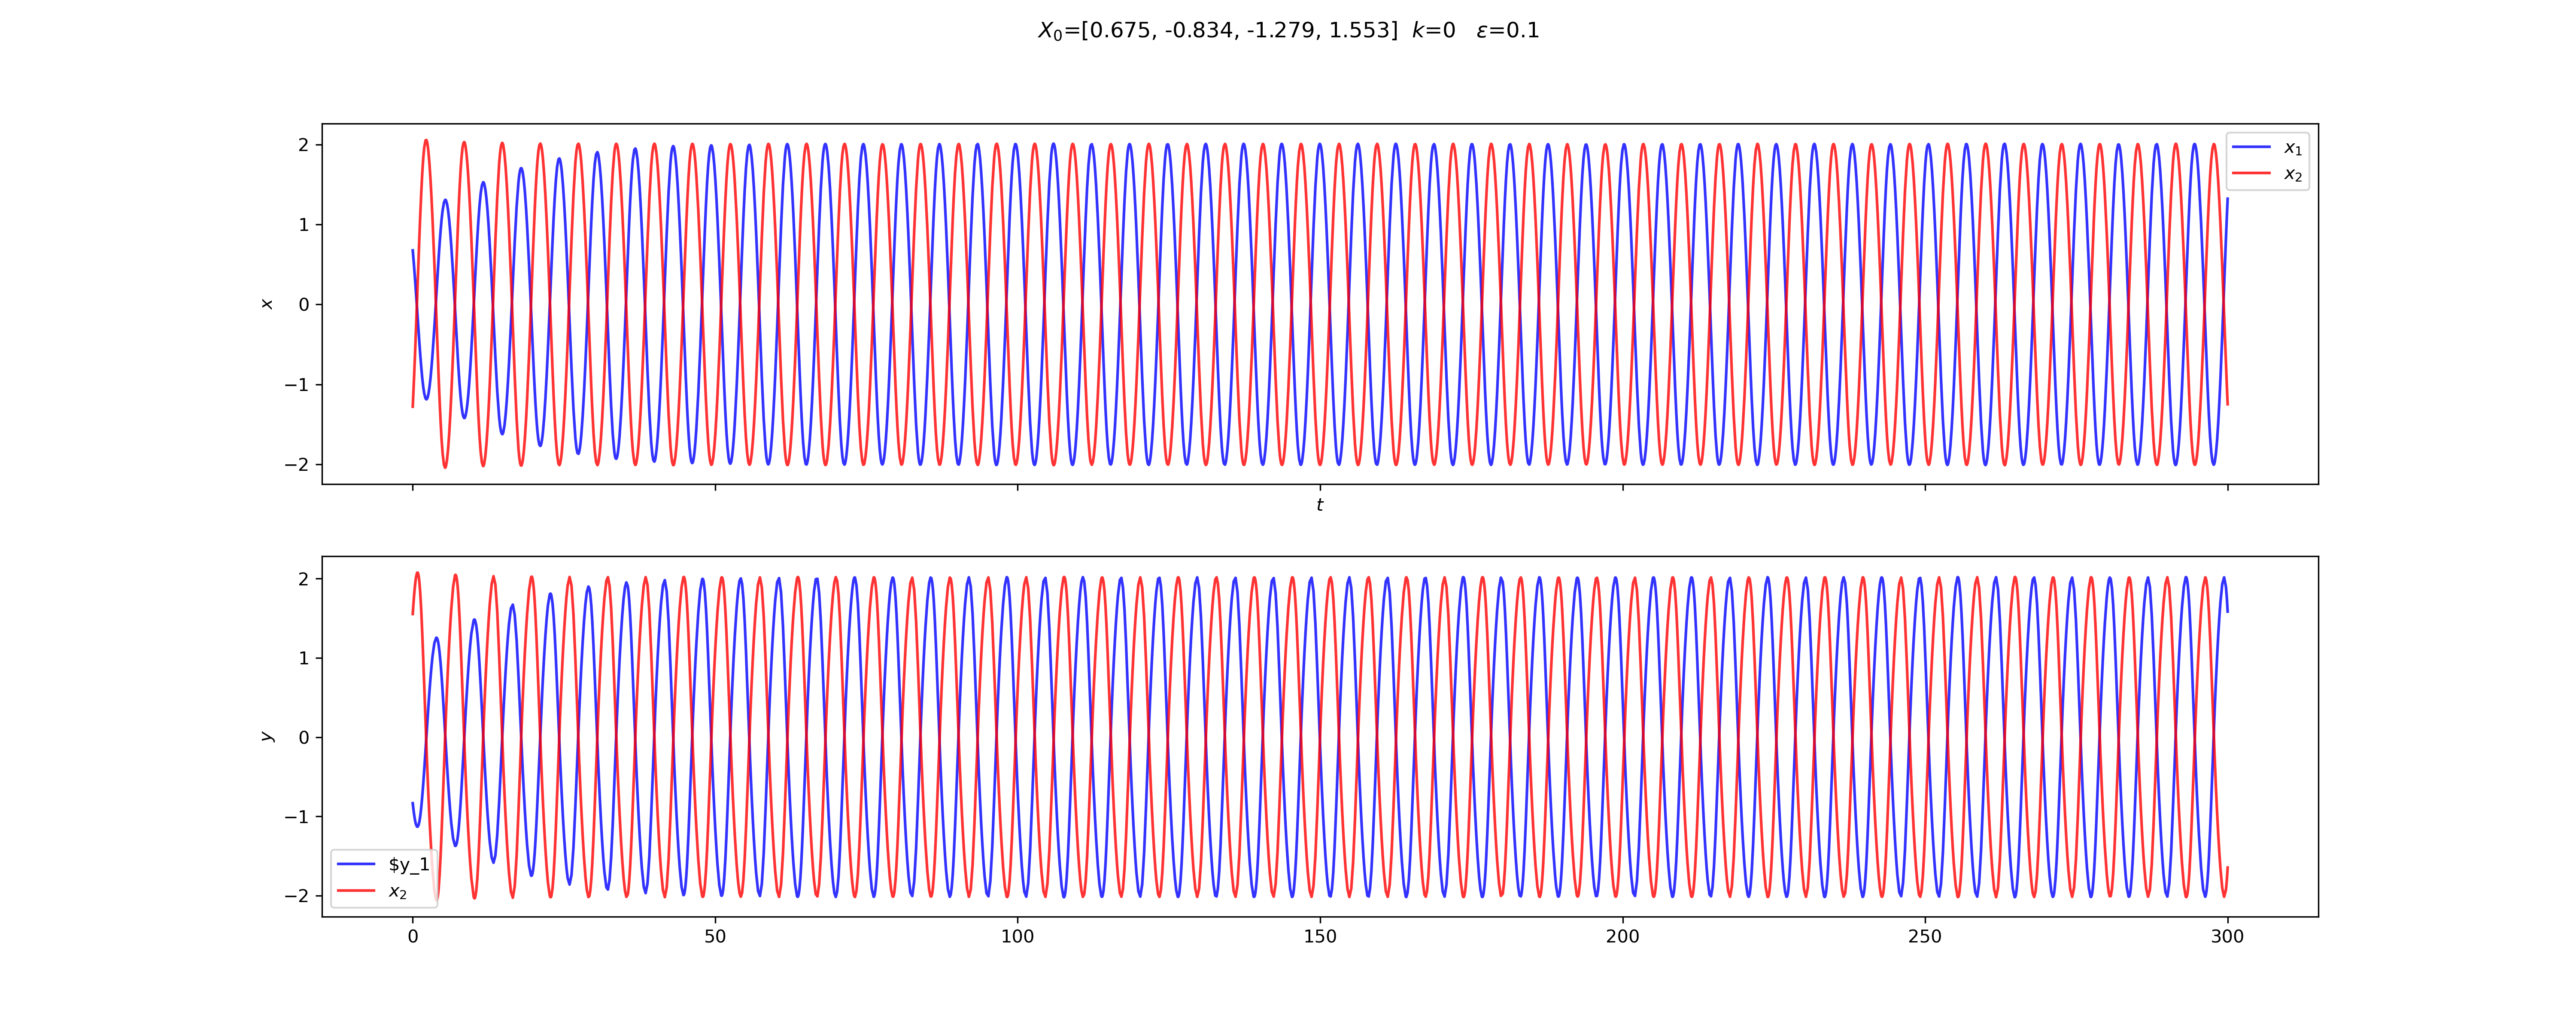 X₀=[0.675, -0.834, -1.279, 1.553] k=0 ε=0.1
2
1
0
−1
−2
x
x₁
x₂
t
2
1
0
−1
−2
y
$y_1
x₂
0 50 100 150 200 250 300